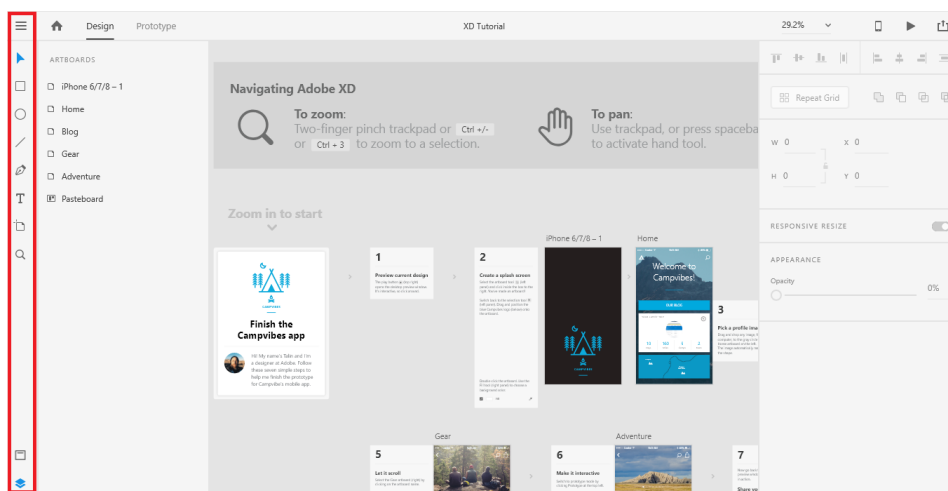 Design
Prototype
XD Tutorial
29.2%
ARTBOARDS
iPhone 6/7/8 – 1
Home
Blog
Gear
Adventure
Pasteboard
T
Navigating Adobe XD
To zoom:
Two-finger pinch trackpad or Ctrl +/-
or Ctrl + 3 to zoom to a selection.
To pan:
Use trackpad, or press spaceba
to activate hand tool.
Zoom in to start
CAMPVIBES
Finish the
Campvibes app
Hi! My name's Talin and I'm
a designer at Adobe. Follow
these seven simple steps to
help me finish the prototype
for Campvibe's mobile app.
1
Preview current design
2
Create a splash screen
iPhone 6/7/8 – 1
CAMPVIBES
Home
Welcome to
Campvibes!
3
Pick a profile ima
Gear
5
Let it scroll
Adventure
6
Make it interactive
7
Repeat Grid
W 0
X 0
H 0
Y 0
RESPONSIVE RESIZE
APPEARANCE
Opacity
0%